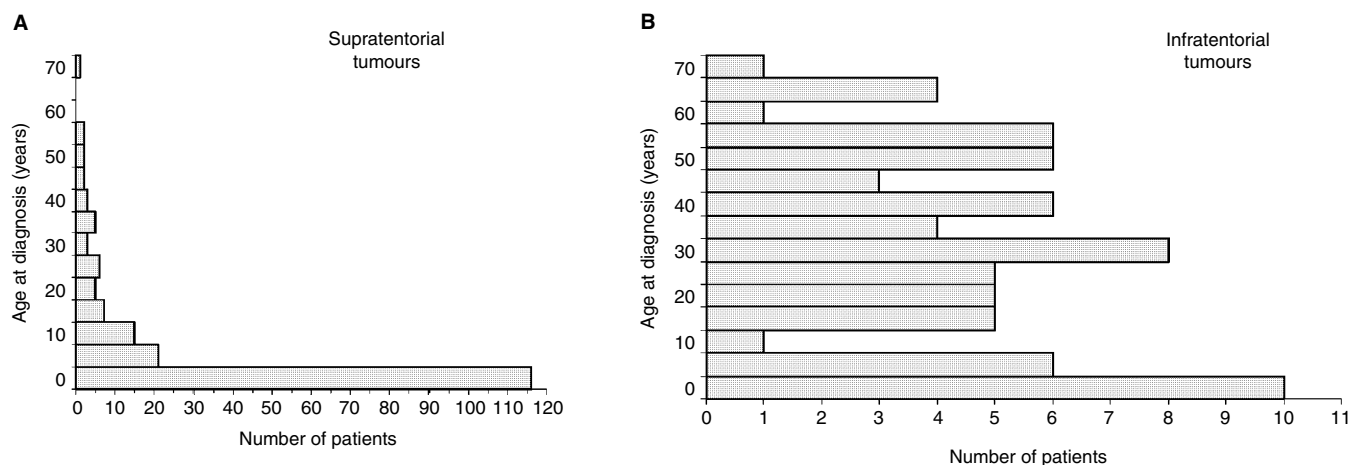 A
Supratentorial
tumours
Age at diagnosis (years)
70
60
50
40
30
20
10
0
0 10 20 30 40 50 60 70 80 90 100 110 120
Number of patients
B
Infratentorial
tumours
Age at diagnosis (years)
70
60
50
40
30
20
10
0
0 1 2 3 4 5 6 7 8 9 10 11
Number of patients